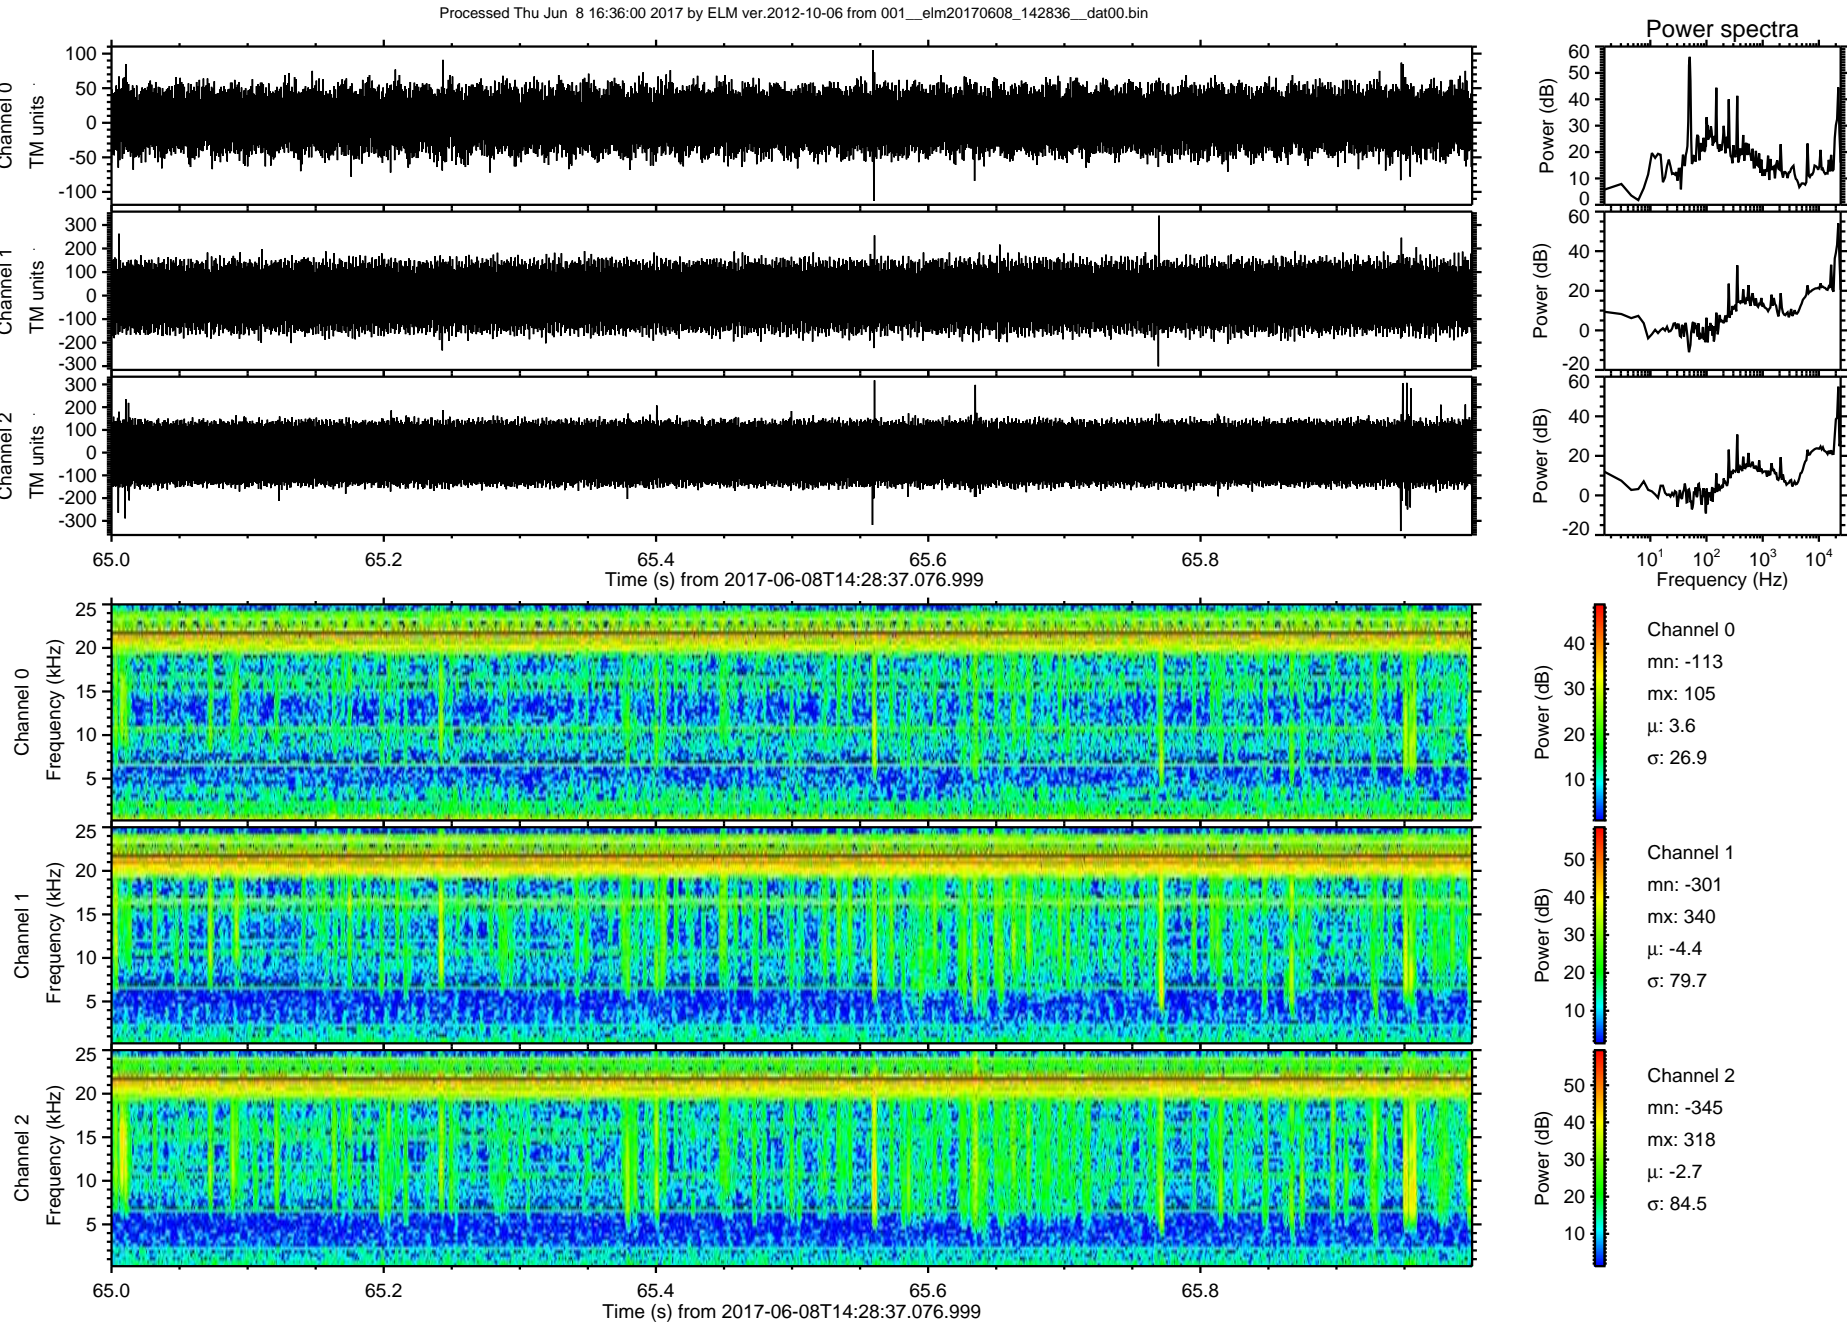 Processed Thu Jun  8 16:36:00 2017 by ELM ver.2012-10-06 from 001__elm20170608_142836__dat00.bin
Power spectra
Channel 0
TM units
100
50
0
-50
-100
Power (dB)
60
50
40
30
20
10
0
Channel 1
TM units
300
200
100
0
-100
-200
-300
Power (dB)
60
40
20
0
-20
Channel 2
TM units
300
200
100
0
-100
-200
-300
Power (dB)
60
40
20
0
-20
65.0 65.2 65.4 65.6 65.8
Time (s) from 2017-06-08T14:28:37.076.999
10^1 10^2 10^3 10^4
Frequency (Hz)
Channel 0
Frequency (kHz)
25
20
15
10
5
Power (dB)
40
30
20
10
Channel 0
mn: -113
mx: 105
μ: 3.6
σ: 26.9
Channel 1
Frequency (kHz)
25
20
15
10
5
Power (dB)
50
40
30
20
10
Channel 1
mn: -301
mx: 340
μ: -4.4
σ: 79.7
Channel 2
Frequency (kHz)
25
20
15
10
5
Power (dB)
50
40
30
20
10
Channel 2
mn: -345
mx: 318
μ: -2.7
σ: 84.5
65.0 65.2 65.4 65.6 65.8
Time (s) from 2017-06-08T14:28:37.076.999